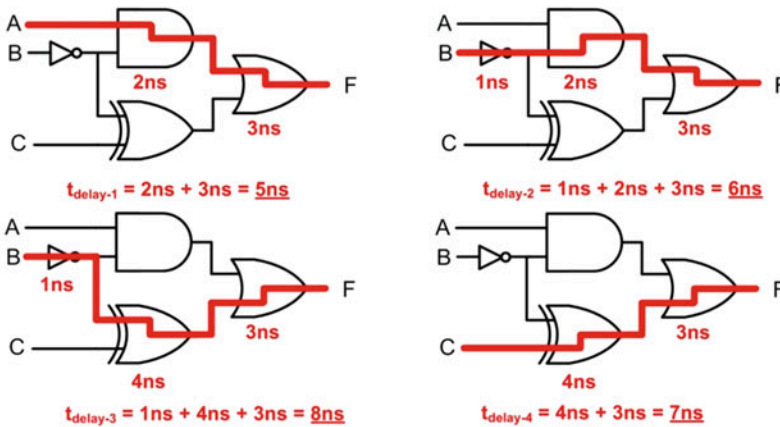 A
B
2ns
F
3ns
C
t_delay-1 = 2ns + 3ns = 5ns
A
B
1ns
2ns
F
3ns
C
t_delay-2 = 1ns + 2ns + 3ns = 6ns
A
B
1ns
F
3ns
C
4ns
t_delay-3 = 1ns + 4ns + 3ns = 8ns
A
B
F
3ns
C
4ns
t_delay-4 = 4ns + 3ns = 7ns